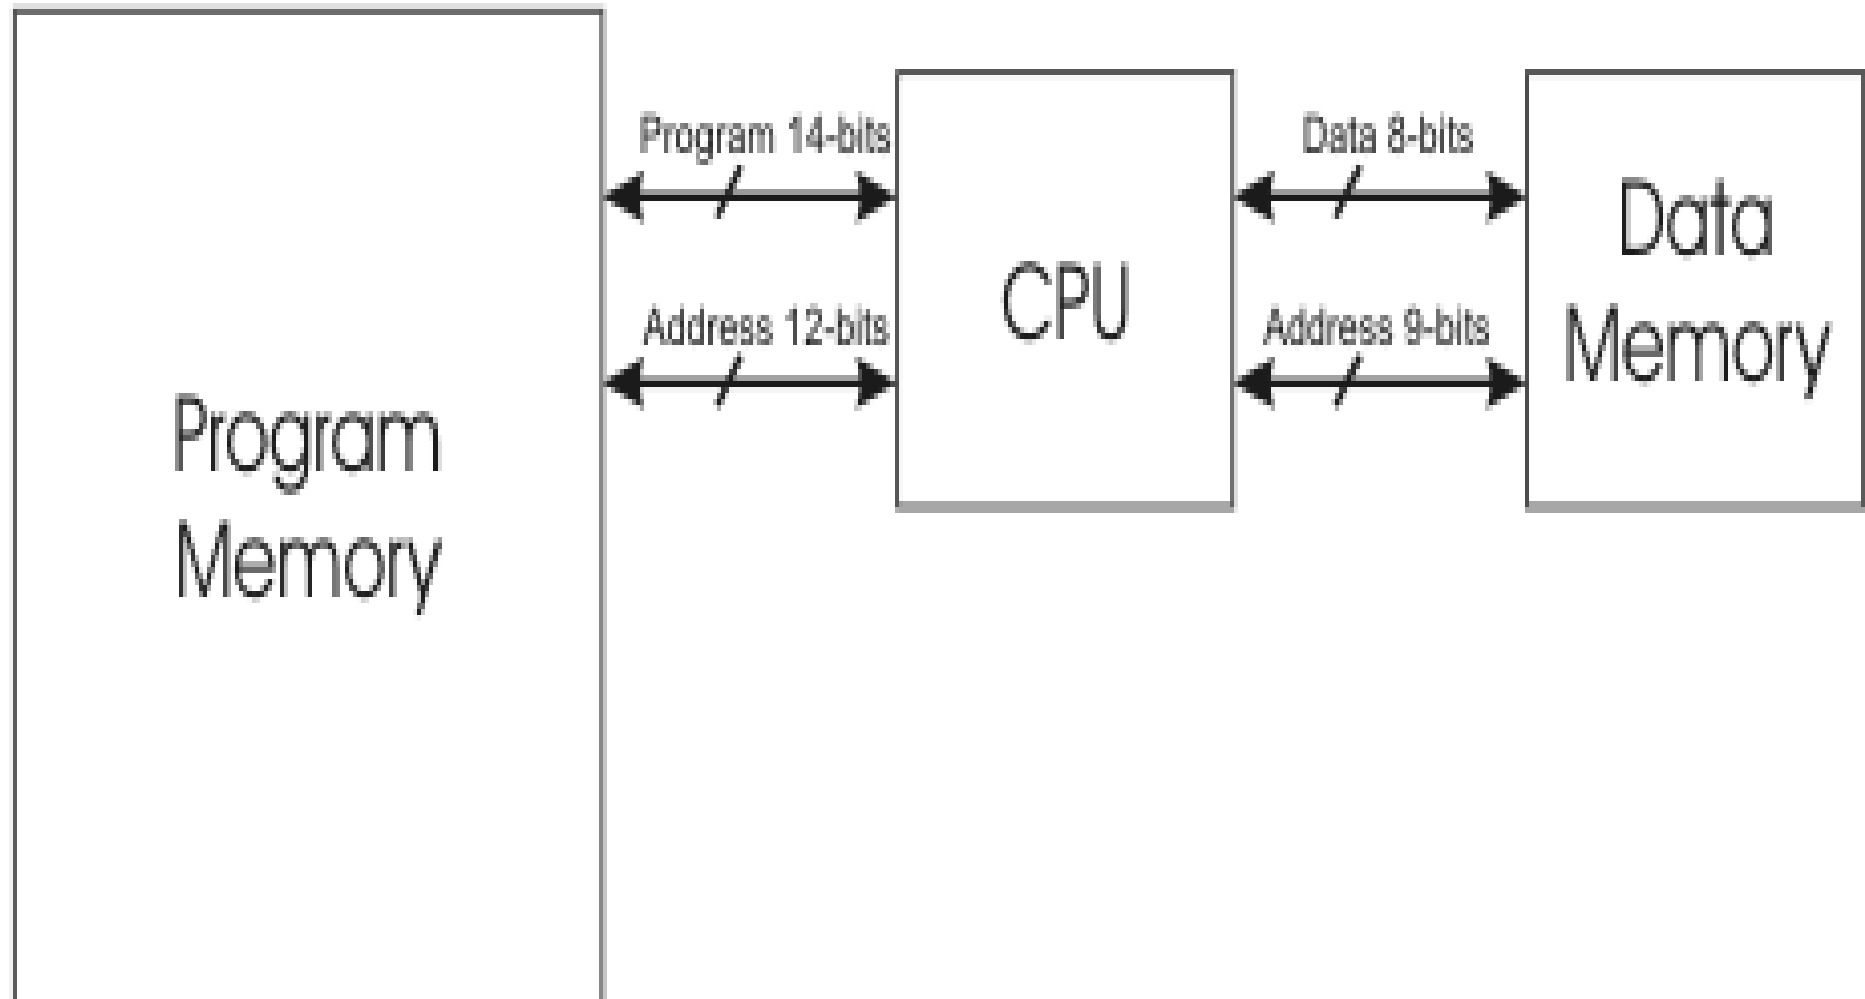 Program 14-bits
Data 8-bits
Data
Memory
CPU
Address 12-bits
Address 9-bits
Program
Memory